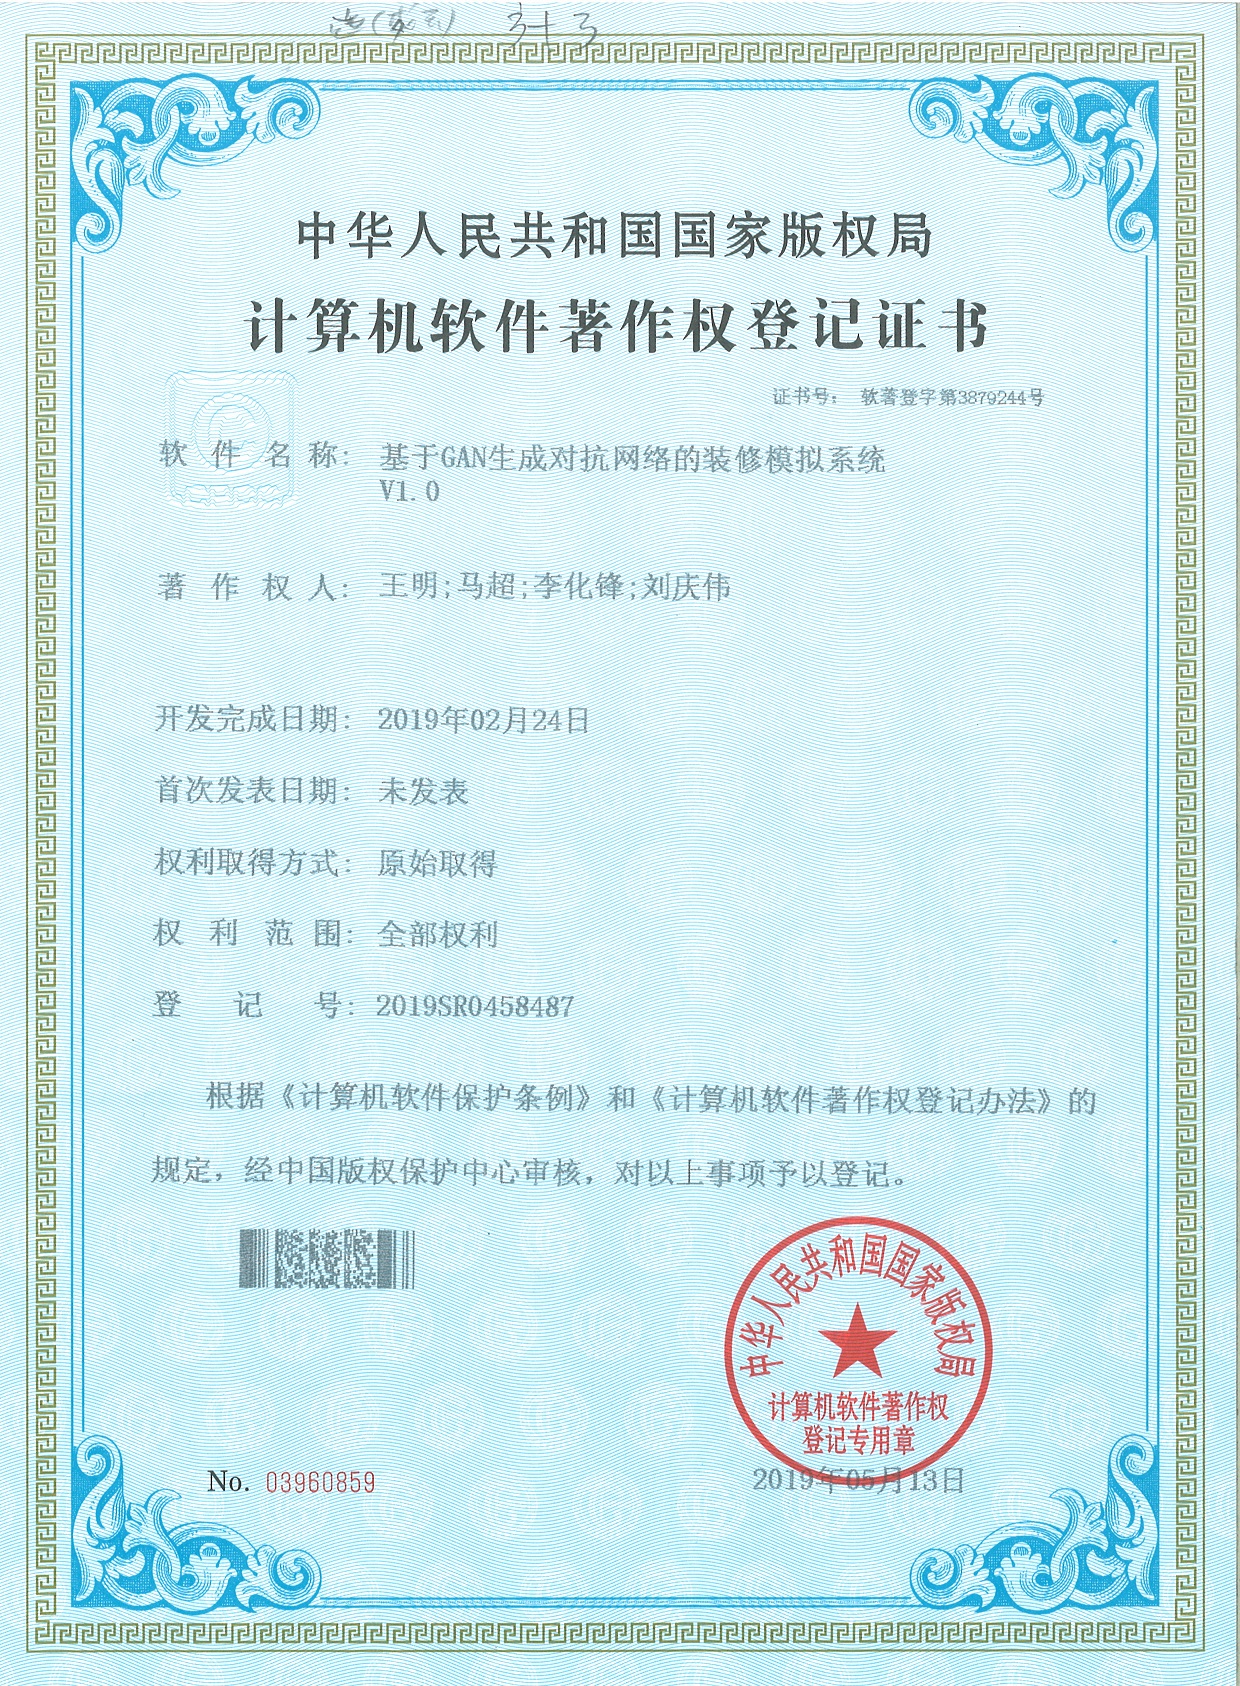 中华人民共和国国家版权局
计算机软件著作权登记证书
证书号： 软著登字第3879244号
软件名称： 基于GAN生成对抗网络的装修模拟系统
V1.0
著作权人： 王明;马超;李化锋;刘庆伟
开发完成日期： 2019年02月24日
首次发表日期： 未发表
权利取得方式： 原始取得
权利范围： 全部权利
登记号： 2019SR0458487
根据《计算机软件保护条例》和《计算机软件著作权登记办法》的
规定，经中国版权保护中心审核，对以上事项予以登记。
中华人民共和国国家版权局
计算机软件著作权
登记专用章
No. 03960859
2019年05月13日